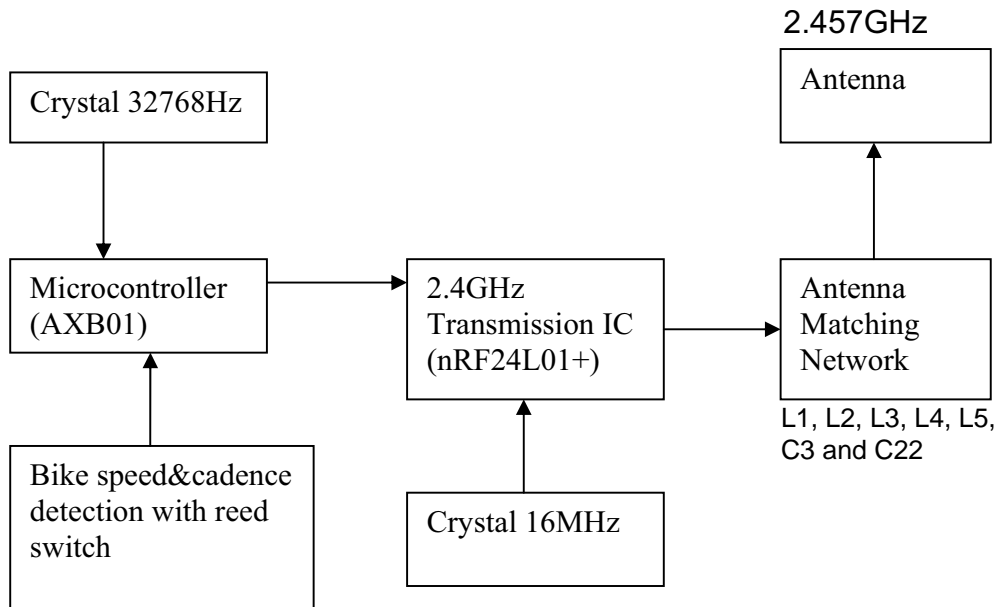 2.457GHz
Antenna
Crystal 32768Hz
Microcontroller
(AXB01)
2.4GHz
Transmission IC
(nRF24L01+)
Antenna
Matching
Network
L1, L2, L3, L4, L5,
C3 and C22
Bike speed&cadence
detection with reed
switch
Crystal 16MHz